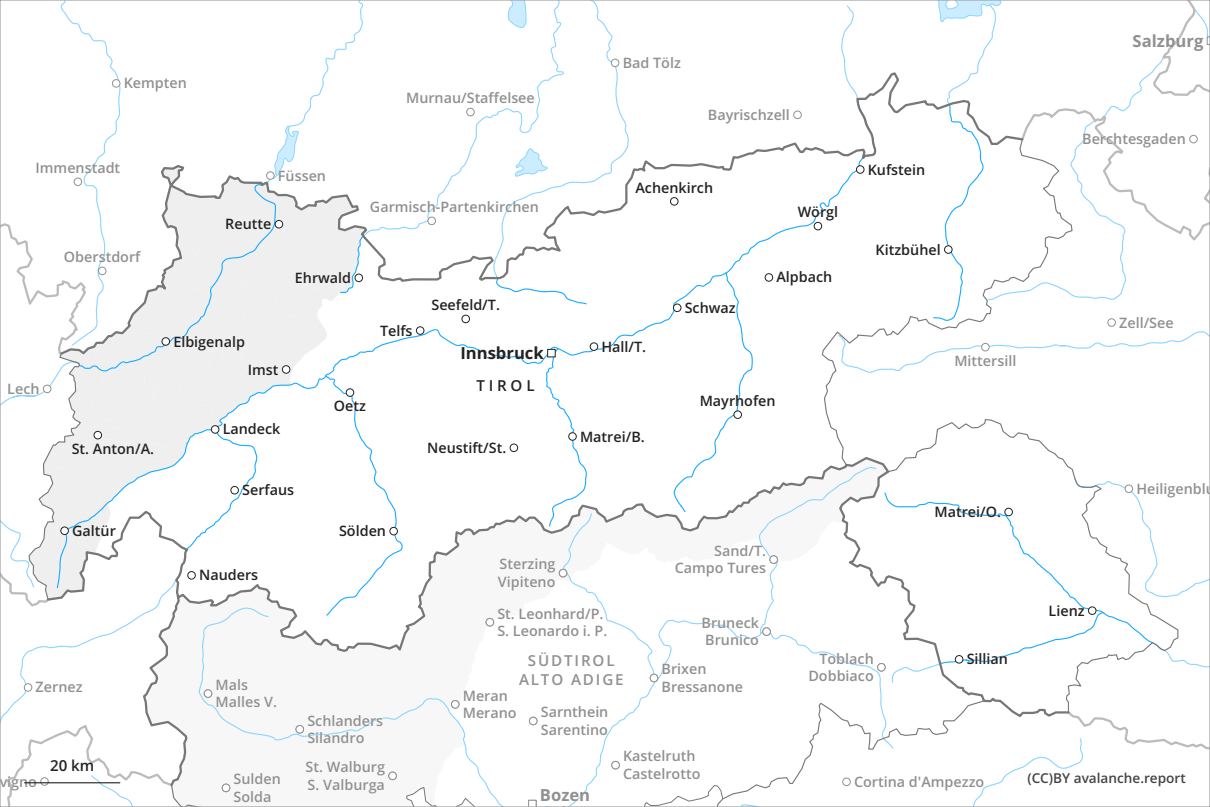 Salzburg
Bad Tölz
Kempten
Murnau/Staffelsee
Bayrischzell
Berchtesgaden
Immenstadt
Füssen
Kufstein
Achenkirch
Garmisch-Partenkirchen
Wörgl
Reutte
Kitzbühel
Oberstdorf
Ehrwald
Alpbach
Seefeld/T.
Schwaz
Telfs
Zell/See
Elbigenalp
Innsbruck
Hall/T.
Mittersill
Imst
TIROL
Lech
Oetz
Mayrhofen
Landeck
Matrei/B.
St. Anton/A.
Neustift/St.
Serfaus
Heiligenblu
Matrei/O.
Galtür
Sölden
Sand/T.
Campo Tures
Sterzing
Vipiteno
Nauders
St. Leonhard/P.
S. Leonardo i. P.
Lienz
Bruneck
Brunico
SÜDTIROL
ALTO ADIGE
Toblach
Dobbiaco
Sillian
Brixen
Bressanone
Zernez
Mals
Malles V.
Meran
Merano
Sarnthein
Sarentino
Schlanders
Silandro
Kastelruth
Castelrotto
20 km
St. Walburg
S. Valburga
vigno
Sulden
Solda
Cortina d'Ampezzo
(CC)BY avalanche.report
Bozen